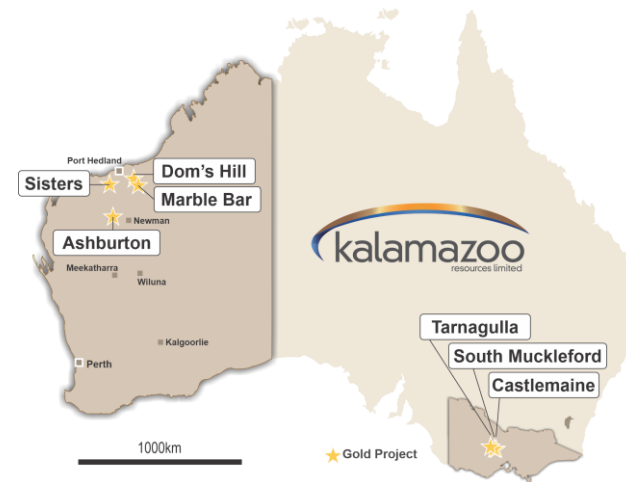 Port Hedland
Dom's Hill
Sisters
Marble Bar
Newman
Ashburton
Meekatharra
Wiluna
Kalgoorlie
Perth
1000km
kalamazoo
resources limited
Tarnagulla
South Muckleford
Castlemaine
Gold Project